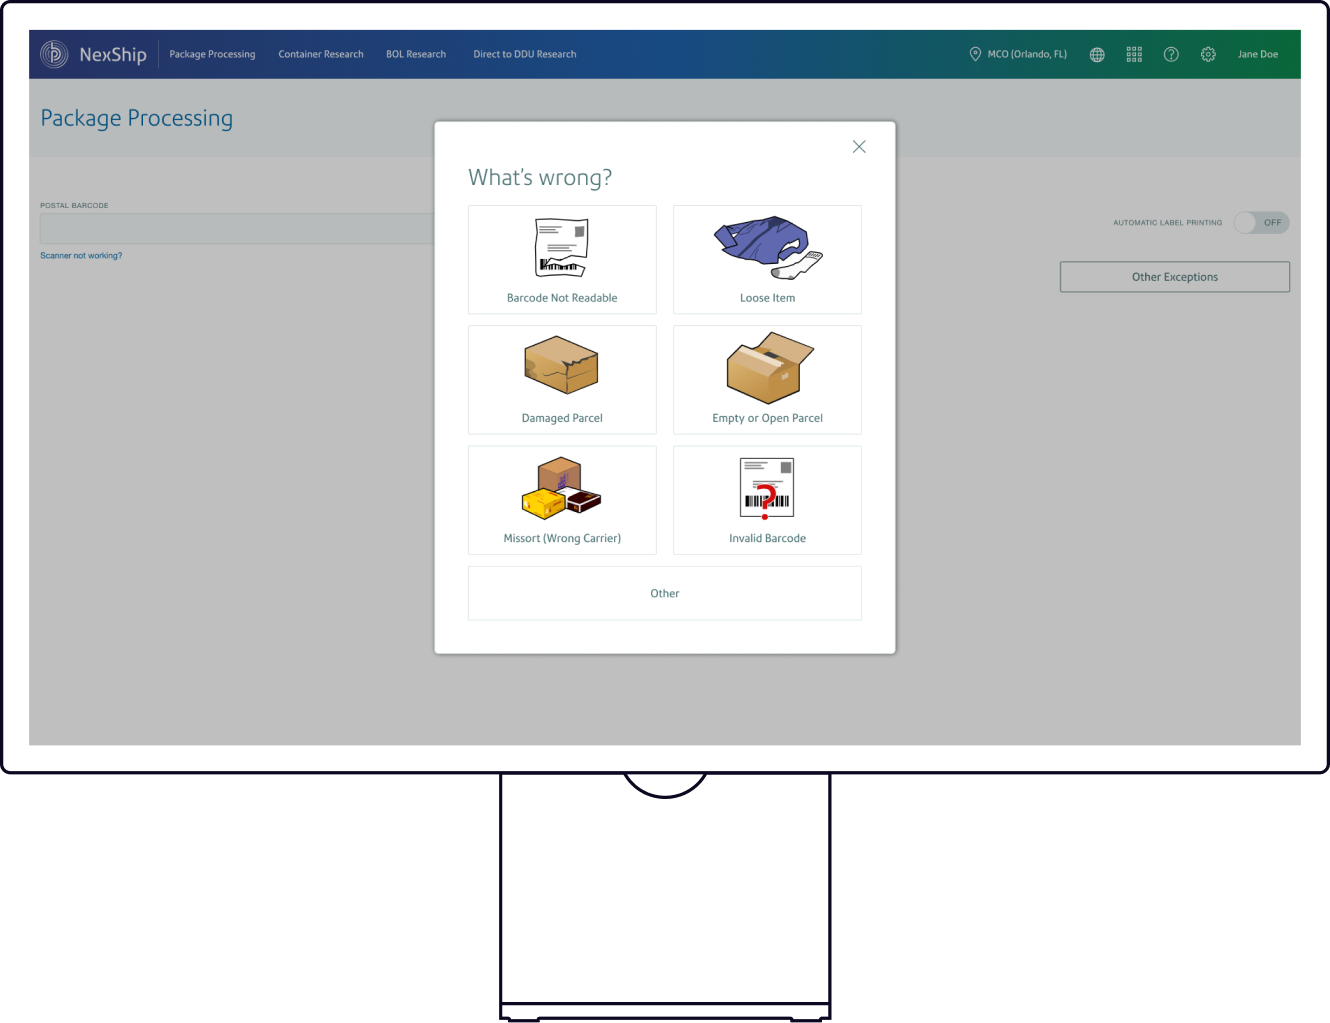 NexShip
Package Processing
Container Research
BOL Research
Direct to DDU Research
MCO (Orlando, FL)
Jane Doe
Package Processing
POSTAL BARCODE
Scanner not working?
AUTOMATIC LABEL PRINTING
OFF
Other Exceptions
What's wrong?
Barcode Not Readable
Loose Item
Damaged Parcel
Empty or Open Parcel
Missort (Wrong Carrier)
?
Invalid Barcode
Other